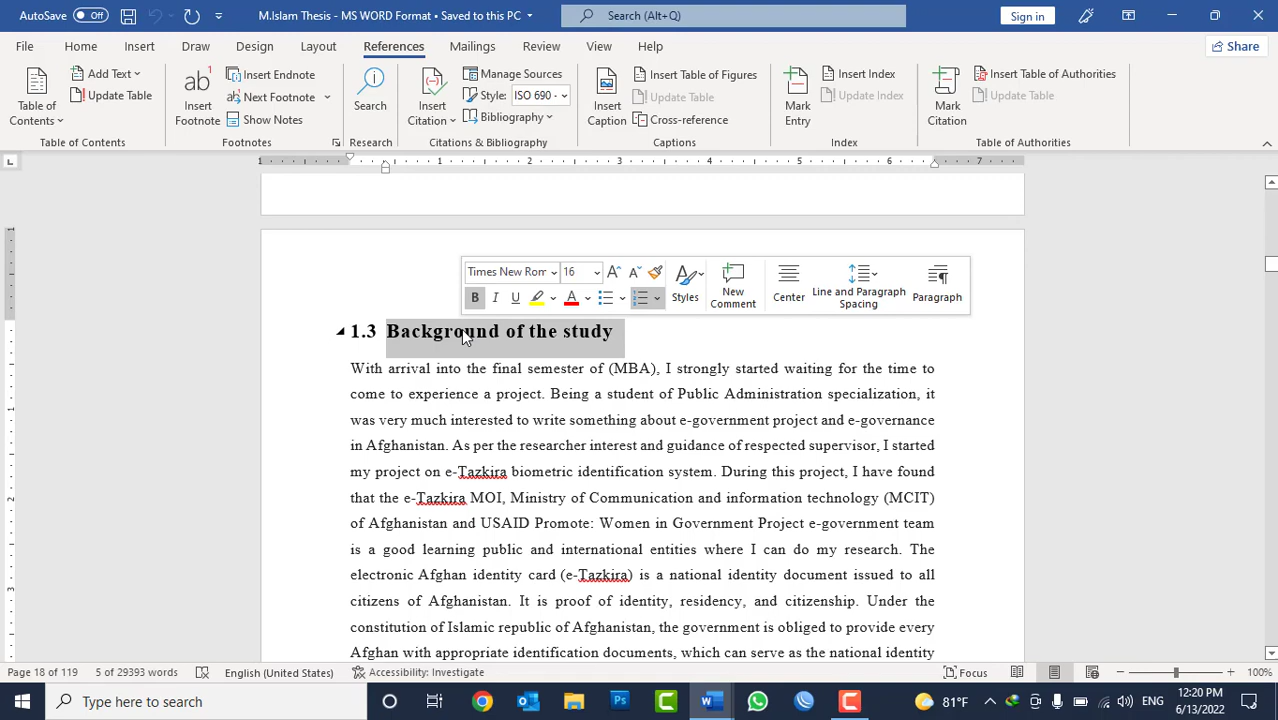 AutoSave Off M.Islam Thesis - MS WORD Format • Saved to this PC Search (Alt+Q) Sign in
File Home Insert Draw Design Layout References Mailings Review View Help Share
Table of Contents Add Text Update Table
Insert Footnote Insert Endnote Next Footnote Show Notes
Search
Insert Citation Manage Sources Style: ISO 690 - Bibliography
Insert Caption Insert Table of Figures Update Table Cross-reference
Mark Entry Insert Index Update Index
Mark Citation Insert Table of Authorities Update Table
Table of Contents Footnotes Research Citations & Bibliography Captions Index Table of Authorities
1 1 2 3 4 5 6 7
Times New Rom 16 Styles New Comment Center Line and Paragraph Spacing Paragraph
B I U A
1.3 Background of the study
With arrival into the final semester of (MBA), I strongly started waiting for the time to
come to experience a project. Being a student of Public Administration specialization, it
was very much interested to write something about e-government project and e-governance
in Afghanistan. As per the researcher interest and guidance of respected supervisor, I started
my project on e-Tazkira biometric identification system. During this project, I have found
that the e-Tazkira MOI, Ministry of Communication and information technology (MCIT)
of Afghanistan and USAID Promote: Women in Government Project e-government team
is a good learning public and international entities where I can do my research. The
electronic Afghan identity card (e-Tazkira) is a national identity document issued to all
citizens of Afghanistan. It is proof of identity, residency, and citizenship. Under the
constitution of Islamic republic of Afghanistan, the government is obliged to provide every
Afghan with appropriate identification documents, which can serve as the national identity
Page 18 of 119 5 of 29393 words English (United States) Accessibility: Investigate Focus 100%
Type here to search 81°F ENG 12:20 PM
6/13/2022